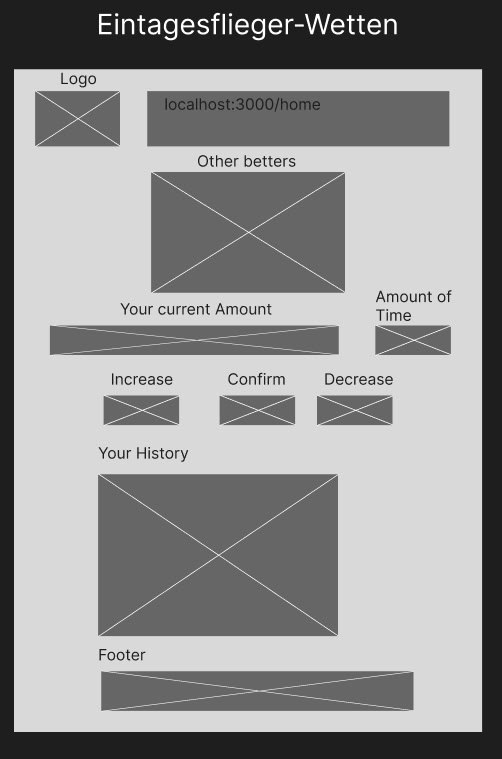 Eintagesflieger-Wetten
Logo
localhost:3000/home
Other betters
Your current Amount
Amount of
Time
Increase
Confirm
Decrease
Your History
Footer